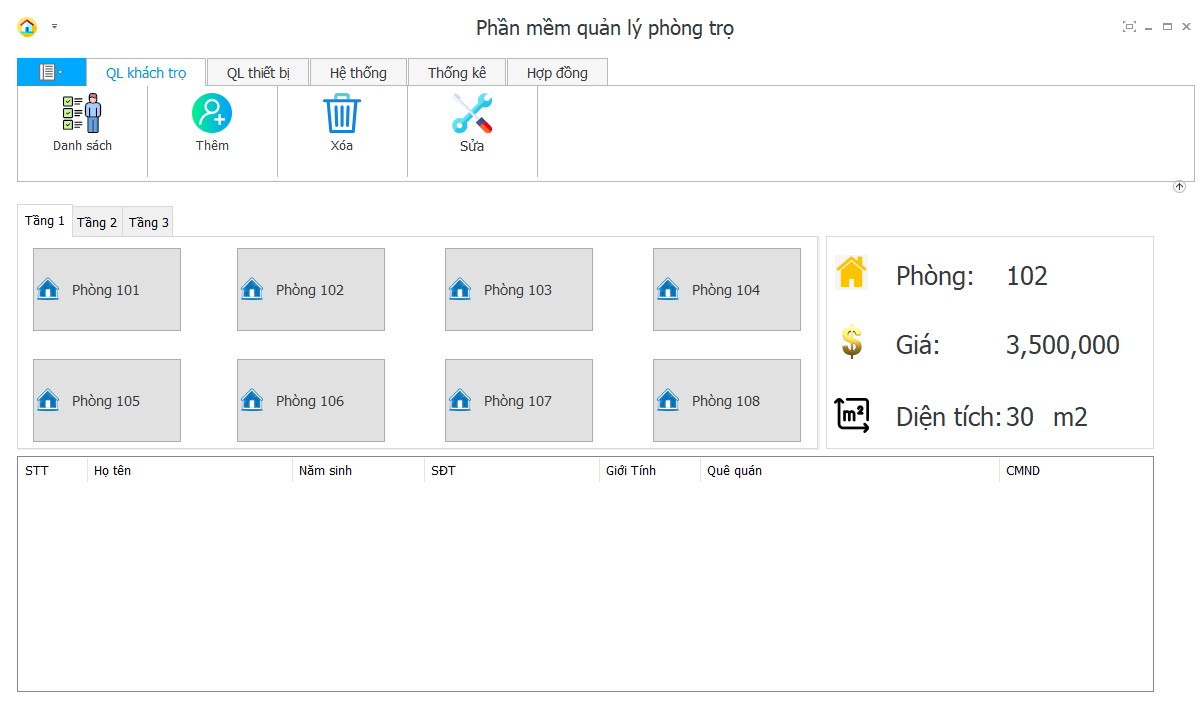 Phần mềm quản lý phòng trọ
QL khách trọ QL thiết bị Hệ thống Thống kê Hợp đồng
Danh sách Thêm Xóa Sửa
Tầng 1 Tầng 2 Tầng 3
Phòng 101 Phòng 102 Phòng 103 Phòng 104
Phòng 105 Phòng 106 Phòng 107 Phòng 108
Phòng: 102
$
Giá: 3,500,000
m²
Diện tích: 30 m2
STT Họ tên Năm sinh SĐT Giới Tính Quê quán CMND